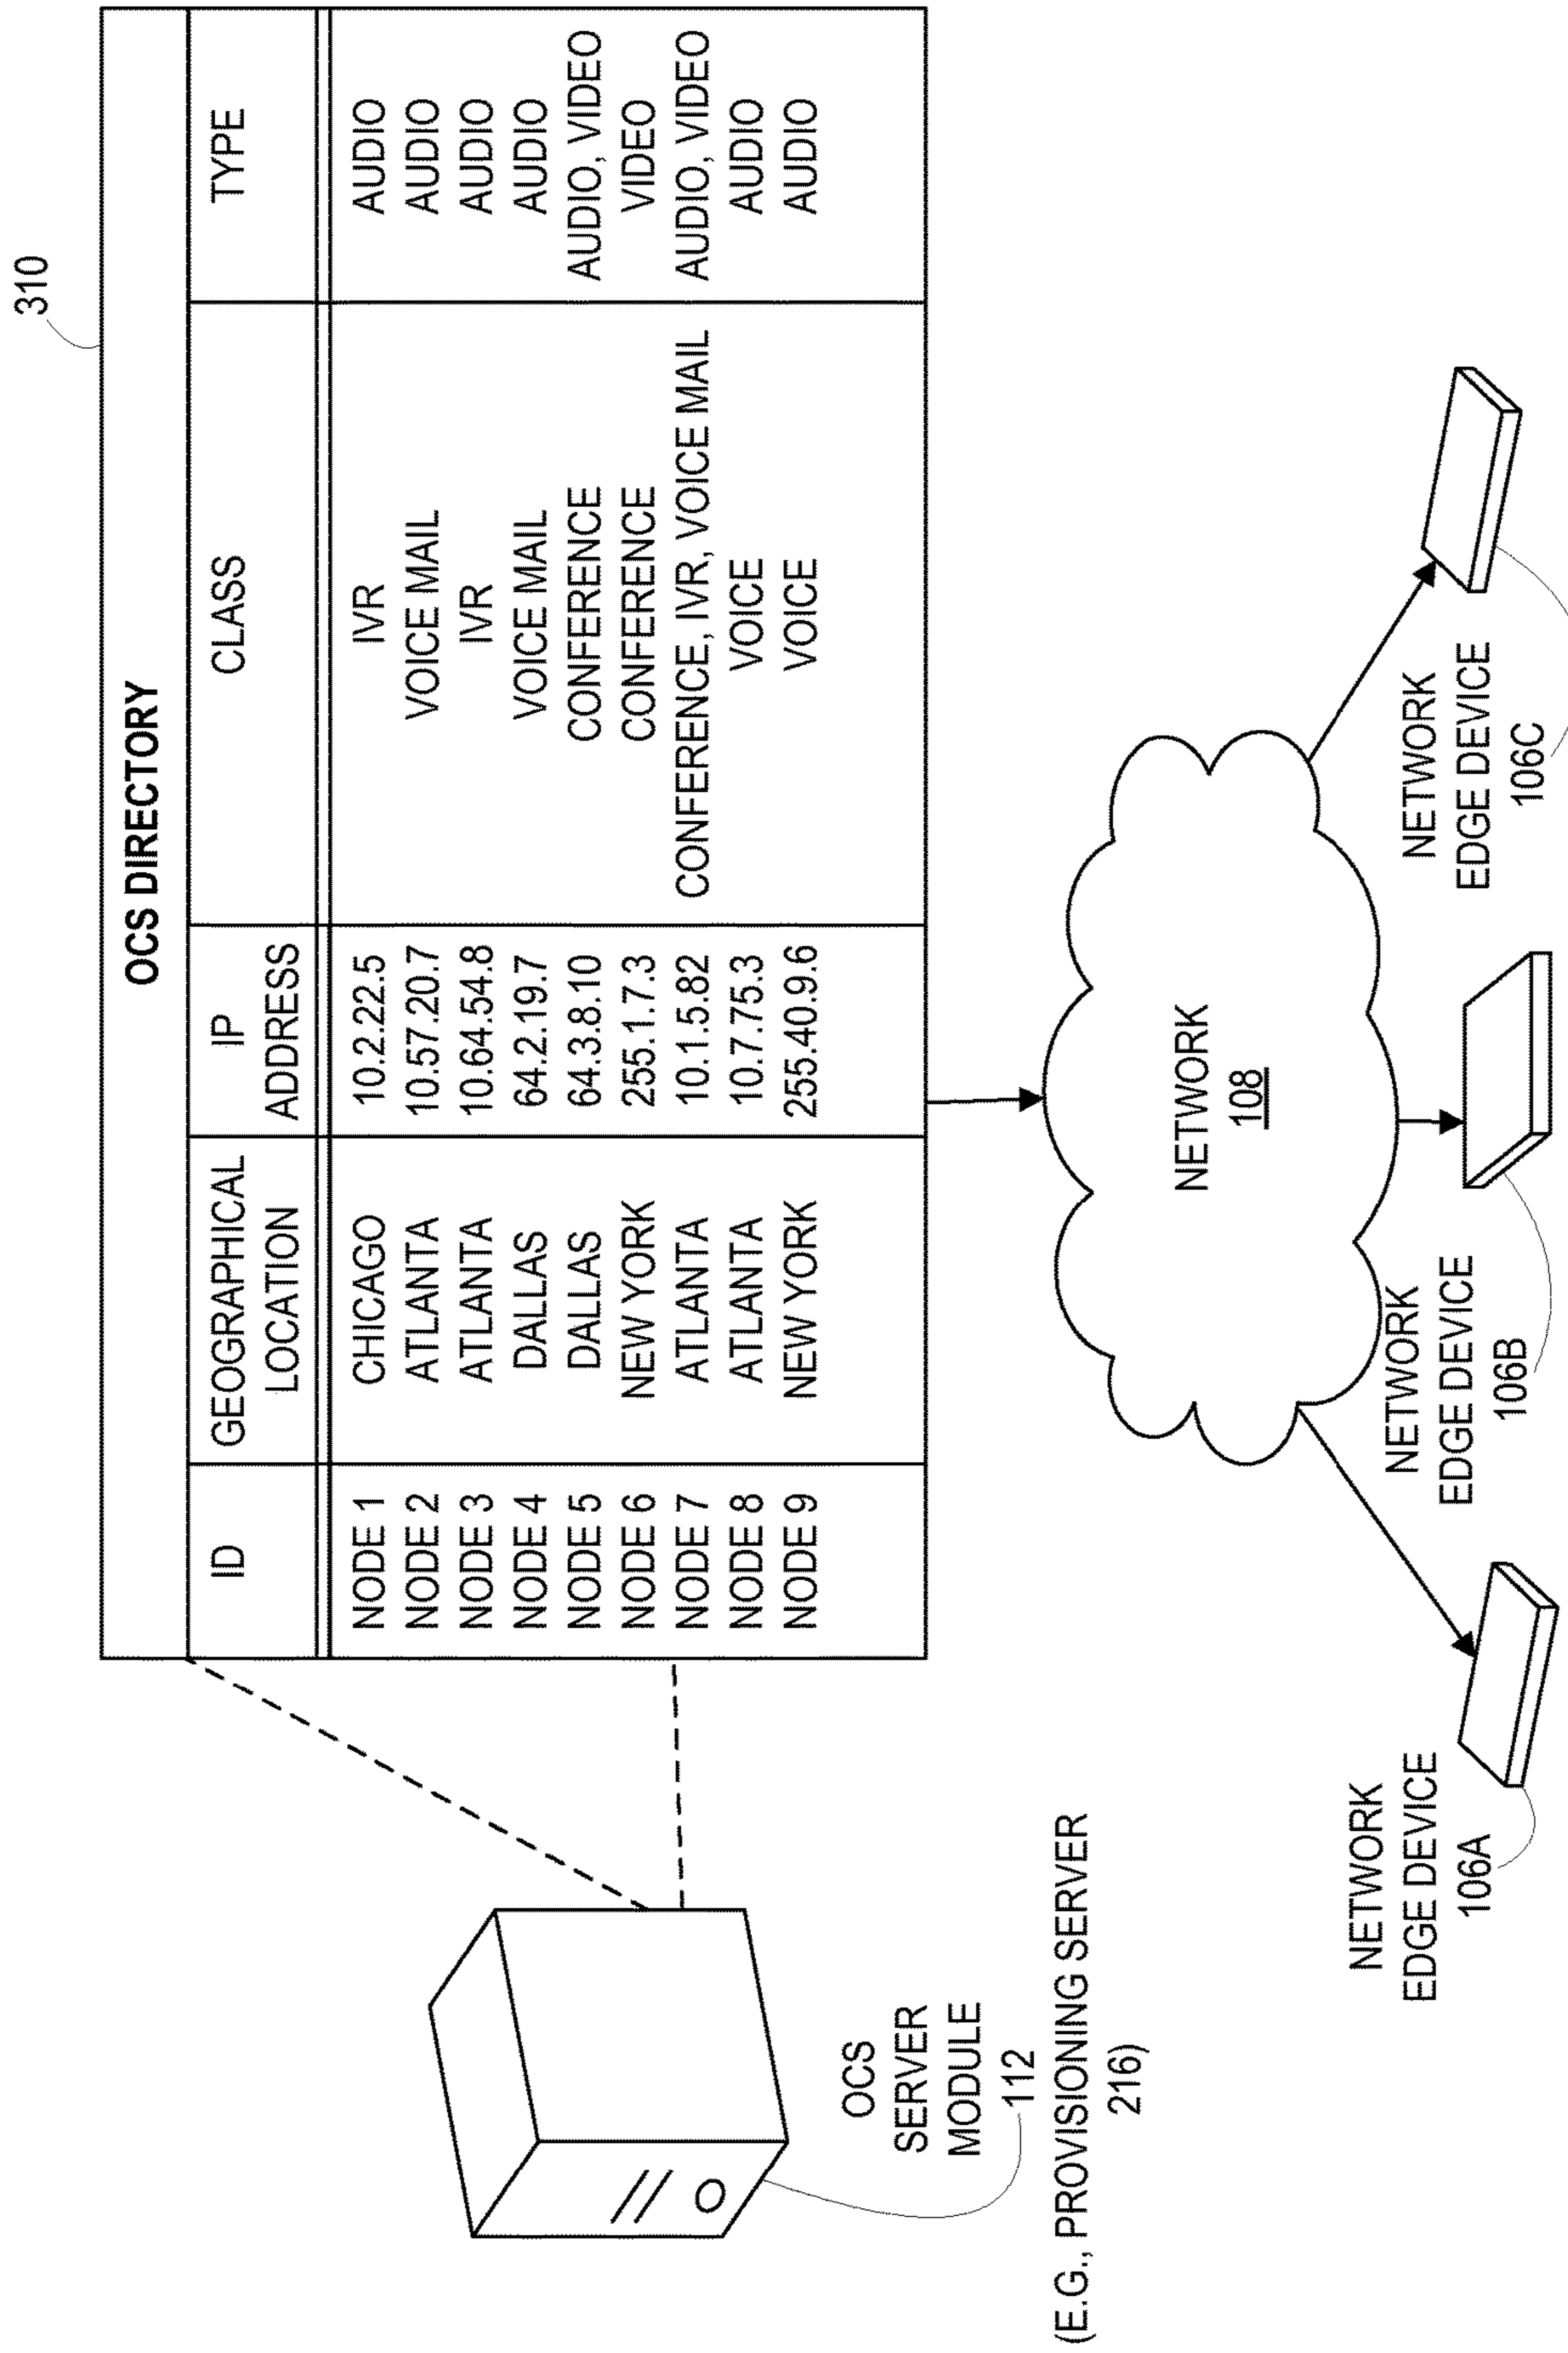 310
OCS DIRECTORY
ID GEOGRAPHICAL LOCATION IP ADDRESS CLASS TYPE
NODE 1 CHICAGO 10.2.22.5 IVR AUDIO
NODE 2 ATLANTA 10.57.20.7 VOICE MAIL AUDIO
NODE 3 ATLANTA 10.64.54.8 IVR AUDIO
NODE 4 DALLAS 64.2.19.7 VOICE MAIL AUDIO
NODE 5 DALLAS 64.3.8.10 CONFERENCE AUDIO, VIDEO
NODE 6 NEW YORK 255.1.7.3 CONFERENCE VIDEO
NODE 7 ATLANTA 10.1.5.82 CONFERENCE, IVR, VOICE MAIL AUDIO, VIDEO
NODE 8 ATLANTA 10.7.75.3 VOICE AUDIO
NODE 9 NEW YORK 255.40.9.6 VOICE AUDIO
OCS
SERVER
MODULE
112
(E.G., PROVISIONING SERVER
216)
NETWORK
108
NETWORK
EDGE DEVICE
106A
NETWORK
EDGE DEVICE
106B
NETWORK
EDGE DEVICE
106C